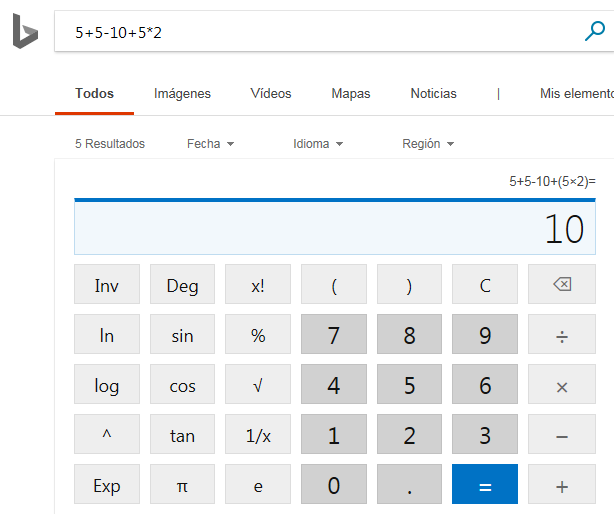 5+5-10+5*2
Todos Imágenes Vídeos Mapas Noticias | Mis elemento
5 Resultados Fecha Idioma Región
5+5-10+(5×2)=
10
Inv Deg x! ( ) C
ln sin % 7 8 9 ÷
log cos √ 4 5 6 ×
^ tan 1/x 1 2 3 −
Exp π e 0 . = +